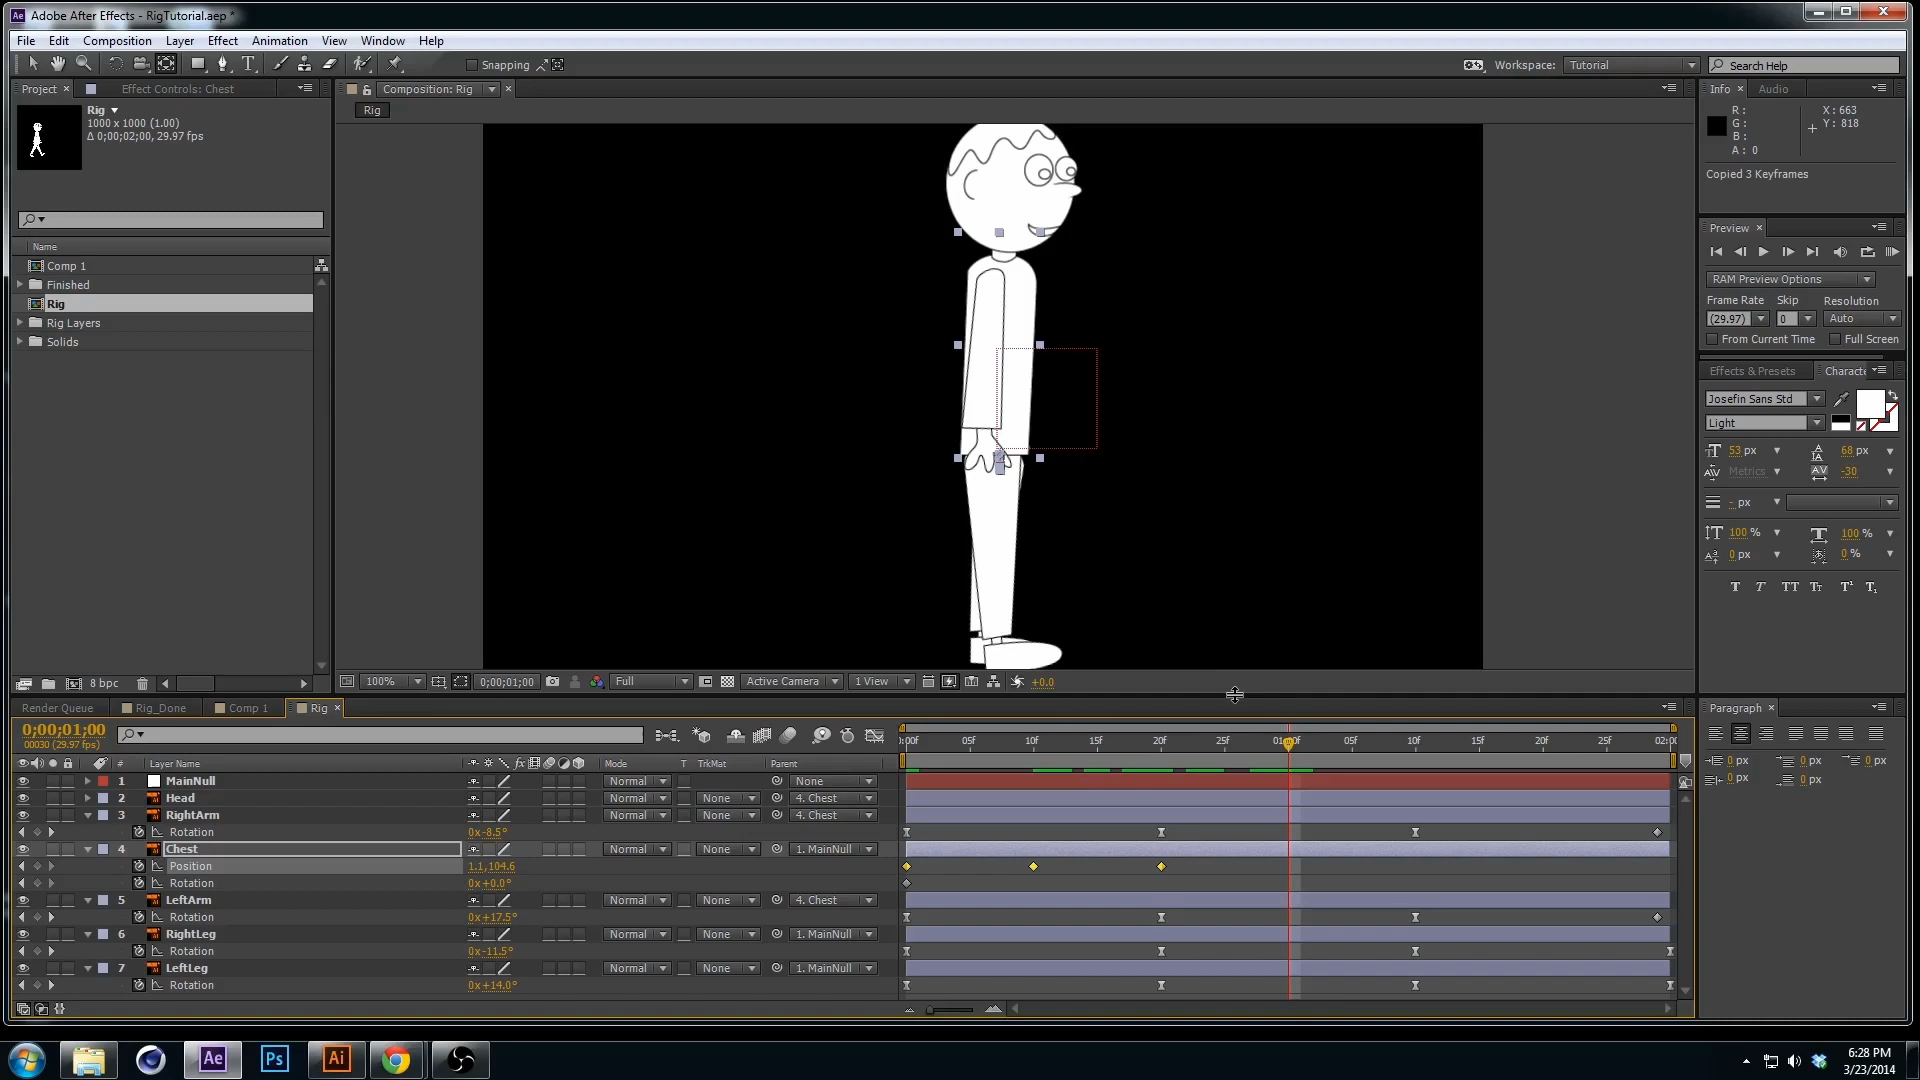 Adobe After Effects - RigTutorial.aep *
File Edit Composition Layer Effect Animation View Window Help
Snapping
Workspace: Tutorial
Search Help
Project
Effect Controls: Chest
Composition: Rig
Info
Audio
Rig
1000 x 1000 (1.00)
Δ 0;00;02;00, 29.97 fps
Rig
R :
G :
B :
A : 0
X : 663
Y : 818
Copied 3 Keyframes
Name
Comp 1
Finished
Rig
Rig Layers
Solids
Preview
RAM Preview Options
Frame Rate Skip Resolution
(29.97) 0 Auto
From Current Time Full Screen
Effects & Presets
Characte
Josefin Sans Std
Light
53 px
68 px
Metrics
-30
- px
100 %
100 %
0 px
0 %
T T TT Tt T¹ T₁
8 bpc
100%
0;00;01;00
Full
Active Camera
1 View
+0.0
Render Queue
Rig_Done
Comp 1
Rig
Paragraph
0 px 0 px 0 px
0 px 0 px
0;00;01;00
00030 (29.97 fps)
05f 10f 15f 20f 25f 05f 10f 15f 20f 25f
# Layer Name
Mode T TrkMat Parent
1 MainNull Normal None
2 Head Normal None 4. Chest
3 RightArm Normal None 4. Chest
Rotation 0x-8.5°
4 Chest Normal None 1. MainNull
Position 1.1,104.6
Rotation 0x+0.0°
5 LeftArm Normal None 4. Chest
Rotation 0x+17.5°
6 RightLeg Normal None 1. MainNull
Rotation 0x-11.5°
7 LeftLeg Normal None 1. MainNull
Rotation 0x+14.0°
Ae
Ps
Ai
6:28 PM
3/23/2014